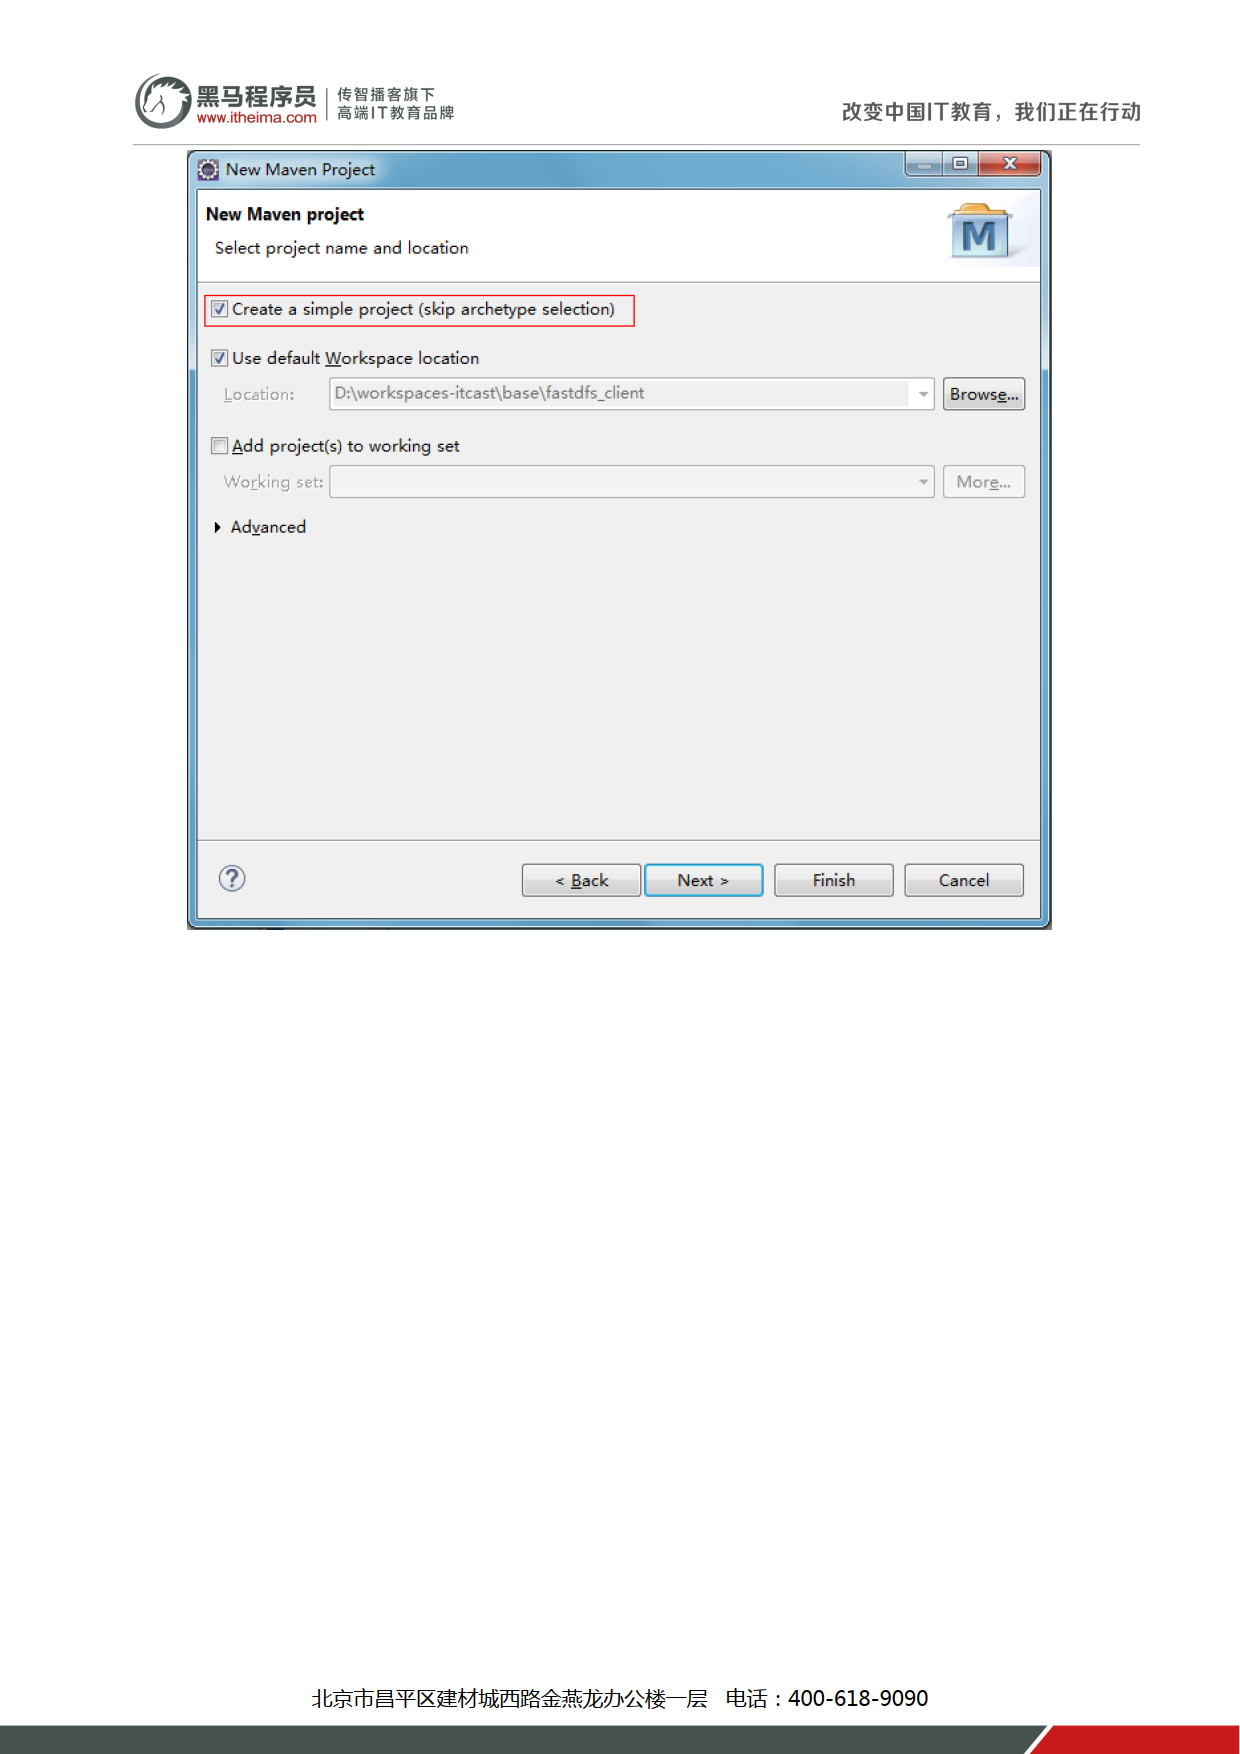 黑马程序员
www.itheima.com
传智播客旗下
高端IT教育品牌
改变中国IT教育，我们正在行动
New Maven Project
New Maven project
Select project name and location
M
Create a simple project (skip archetype selection)
Use default Workspace location
Location: D:\workspaces-itcast\base\fastdfs_client Browse...
Add project(s) to working set
Working set: More...
Advanced
? < Back Next > Finish Cancel
北京市昌平区建材城西路金燕龙办公楼一层 电话：400-618-9090